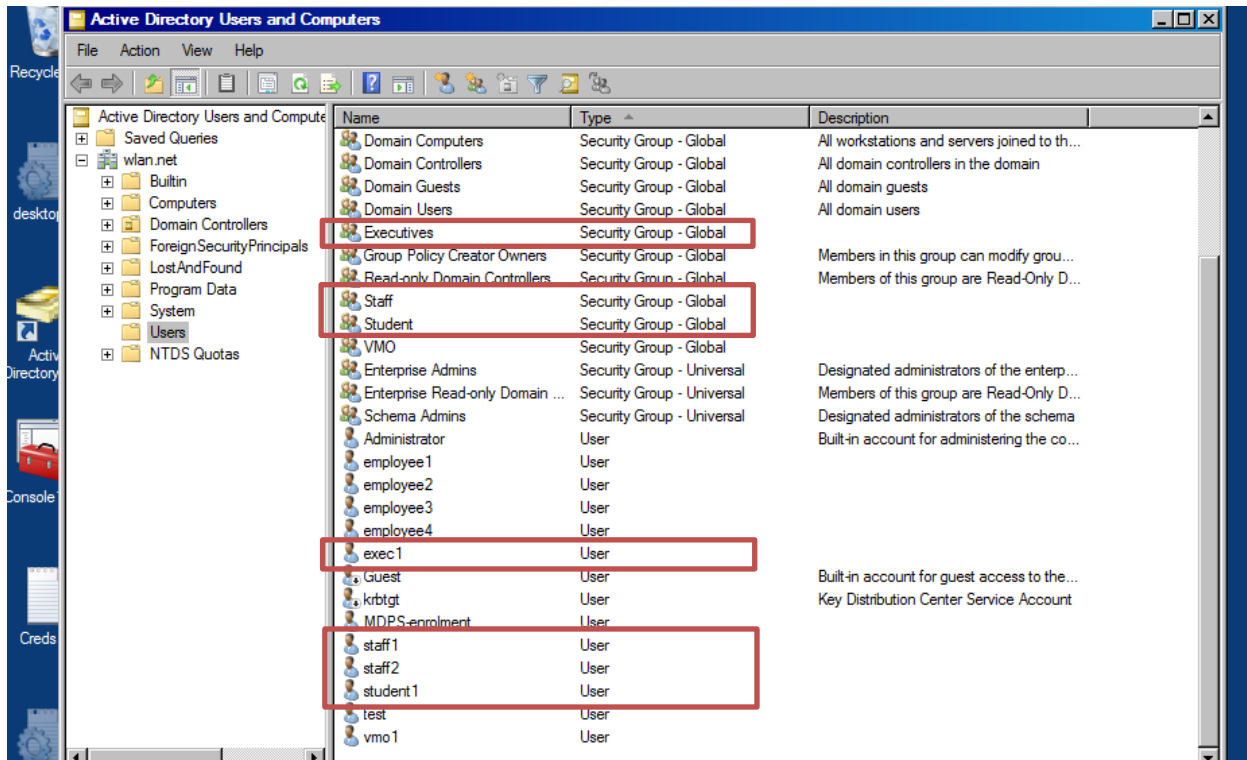 Active Directory Users and Computers
File Action View Help
Recycle
desktop
Activ
Directory
Console
Creds
Active Directory Users and Compute
Saved Queries
wlan.net
Builtin
Computers
Domain Controllers
ForeignSecurityPrincipals
LostAndFound
Program Data
System
Users
NTDS Quotas
Name Type Description
Domain Computers Security Group - Global All workstations and servers joined to th...
Domain Controllers Security Group - Global All domain controllers in the domain
Domain Guests Security Group - Global All domain guests
Domain Users Security Group - Global All domain users
Executives Security Group - Global
Group Policy Creator Owners Security Group - Global Members in this group can modify grou...
Read-only Domain Controllers Security Group - Global Members of this group are Read-Only D...
Staff Security Group - Global
Student Security Group - Global
VMO Security Group - Global
Enterprise Admins Security Group - Universal Designated administrators of the enterp...
Enterprise Read-only Domain ... Security Group - Universal Members of this group are Read-Only D...
Schema Admins Security Group - Universal Designated administrators of the schema
Administrator User Built-in account for administering the co...
employee1 User
employee2 User
employee3 User
employee4 User
exec1 User
Guest User Built-in account for guest access to the...
krbtgt User Key Distribution Center Service Account
MDPS-enrolment User
staff1 User
staff2 User
student1 User
test User
vmo1 User